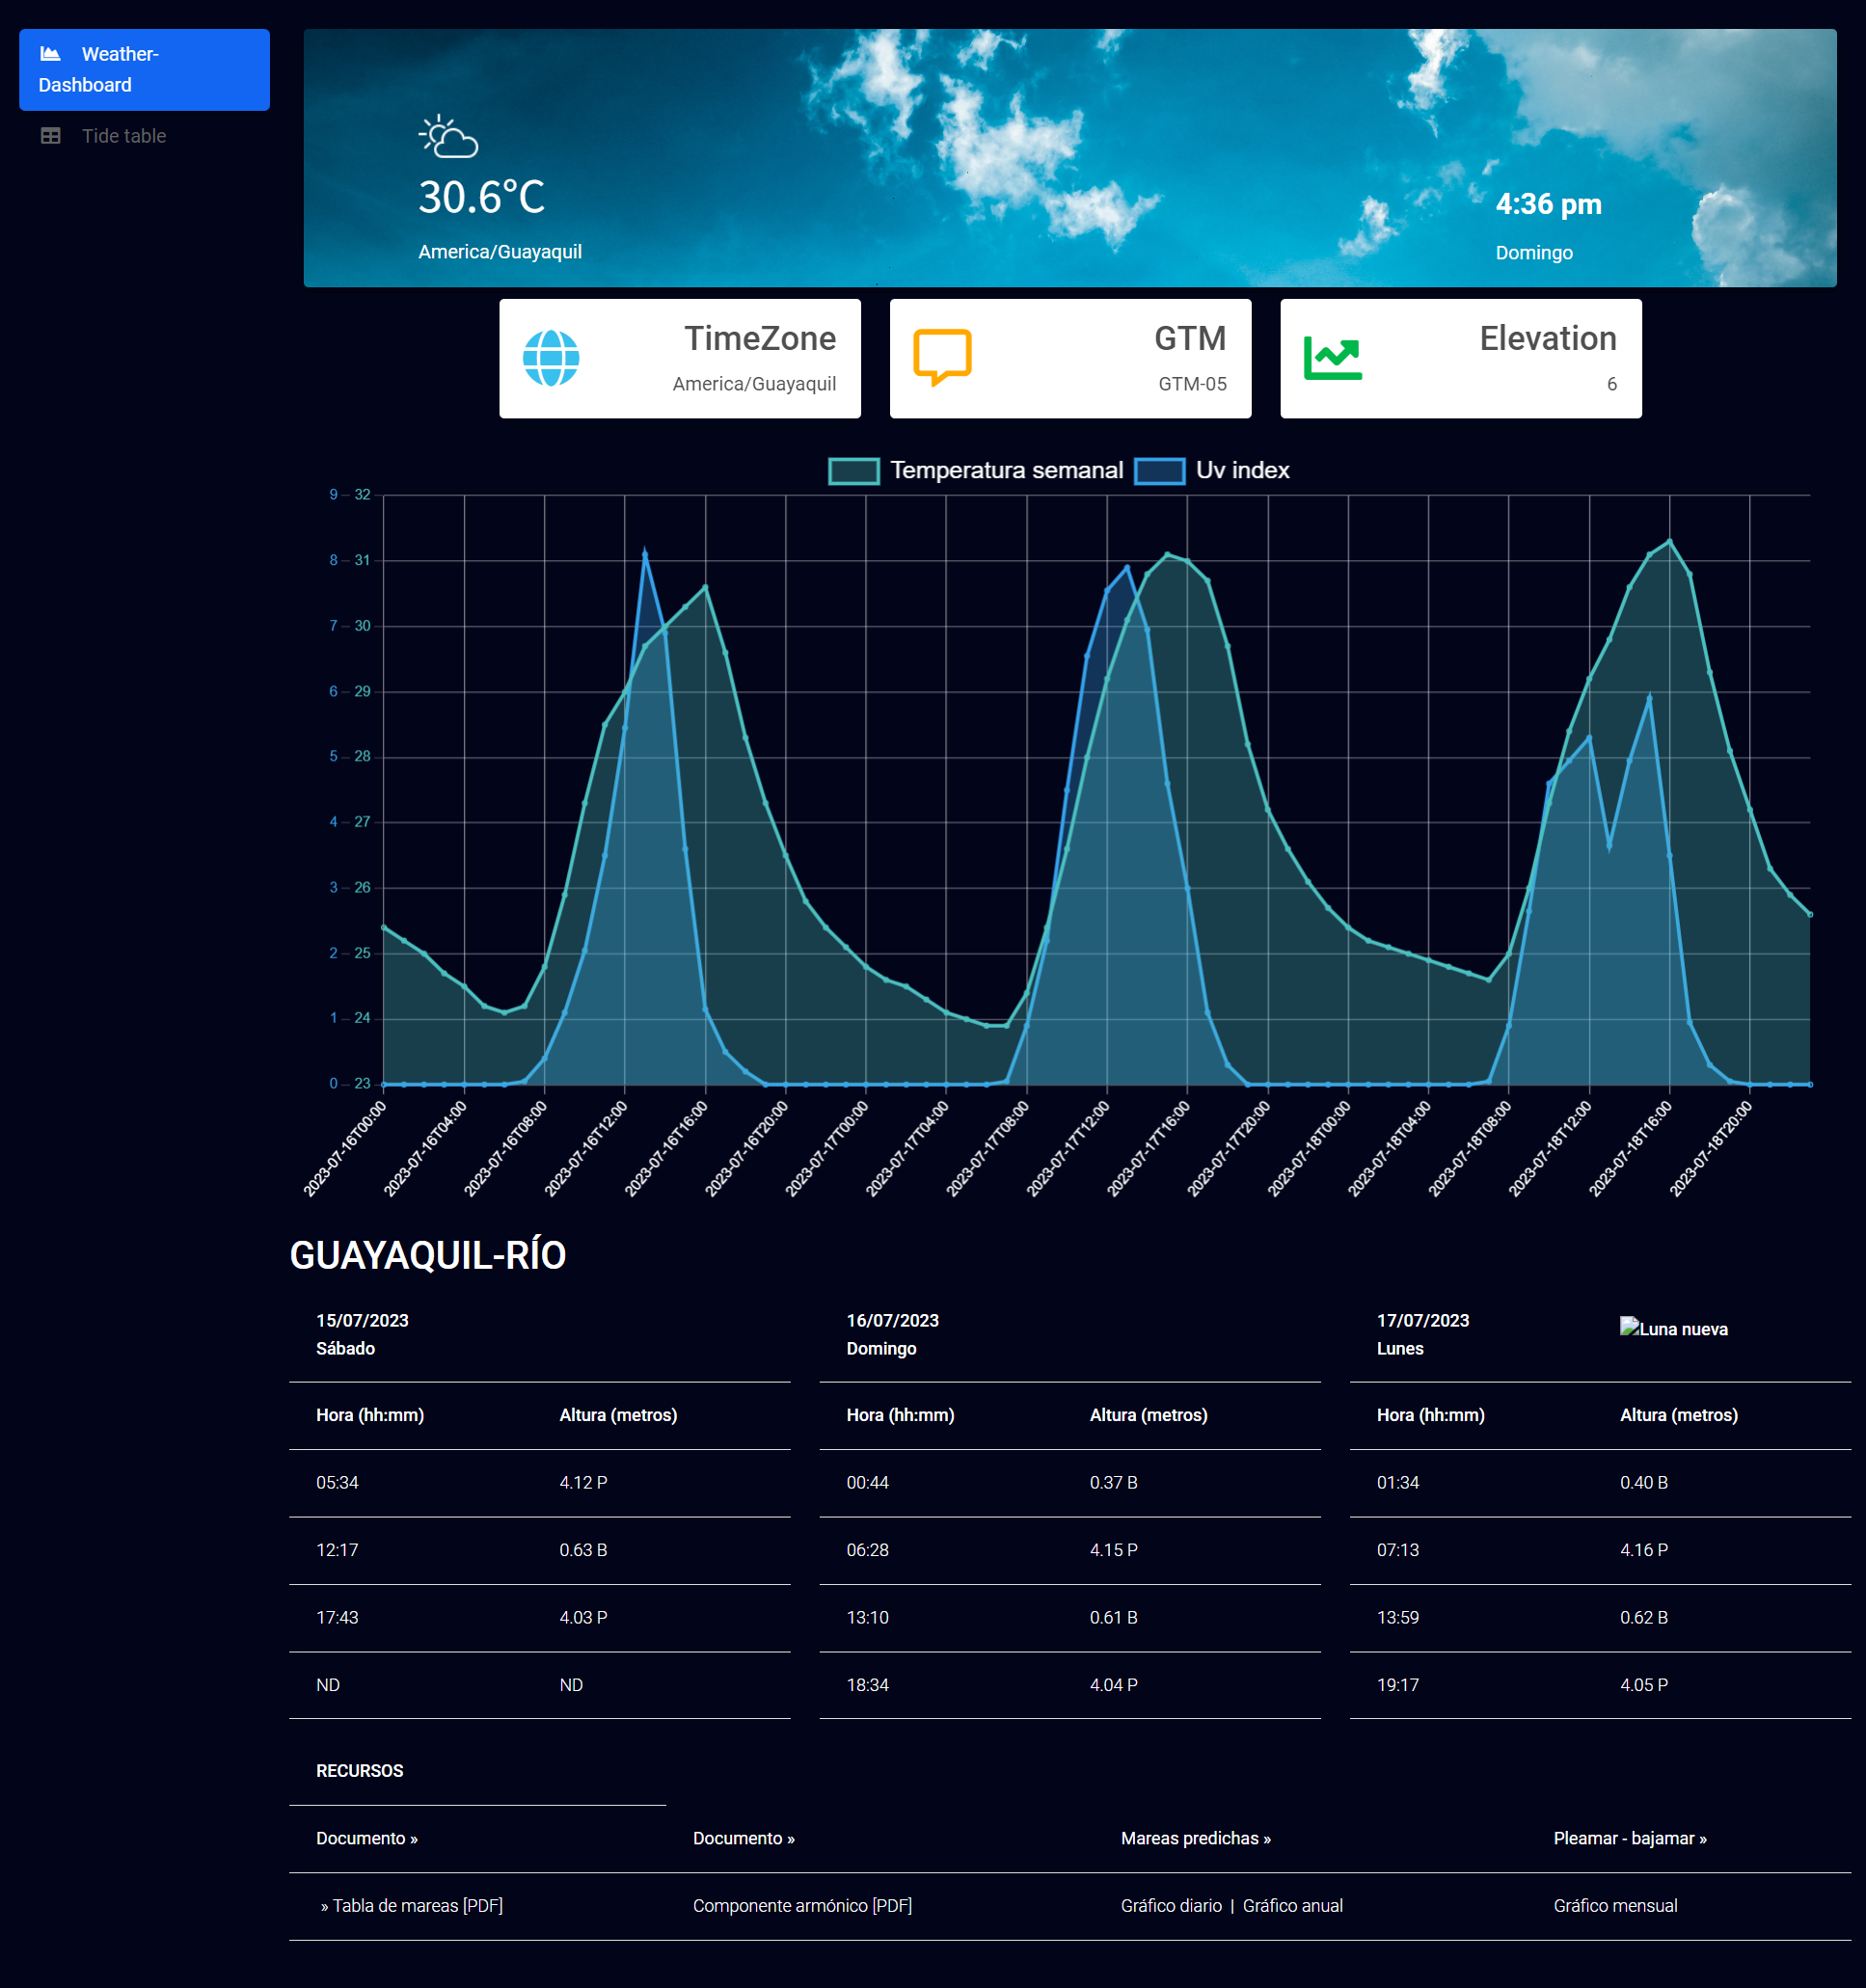 Weather-
Dashboard
Tide table
30.6°C
America/Guayaquil
4:36 pm
Domingo
TimeZone
America/Guayaquil
GTM
GTM-05
Elevation
6
Temperatura semanal Uv index
9 32
8 31
7 30
6 29
5 28
4 27
3 26
2 25
1 24
0 23
2023-07-16T00:00
2023-07-16T04:00
2023-07-16T08:00
2023-07-16T12:00
2023-07-16T16:00
2023-07-16T20:00
2023-07-17T00:00
2023-07-17T04:00
2023-07-17T08:00
2023-07-17T12:00
2023-07-17T16:00
2023-07-17T20:00
2023-07-18T00:00
2023-07-18T04:00
2023-07-18T08:00
2023-07-18T12:00
2023-07-18T16:00
2023-07-18T20:00
GUAYAQUIL-RÍO
15/07/2023
Sábado
Hora (hh:mm) Altura (metros)
05:34 4.12 P
12:17 0.63 B
17:43 4.03 P
ND ND
16/07/2023
Domingo
Hora (hh:mm) Altura (metros)
00:44 0.37 B
06:28 4.15 P
13:10 0.61 B
18:34 4.04 P
17/07/2023
Lunes
Luna nueva
Hora (hh:mm) Altura (metros)
01:34 0.40 B
07:13 4.16 P
13:59 0.62 B
19:17 4.05 P
RECURSOS
Documento » Documento » Mareas predichas » Pleamar - bajamar »
» Tabla de mareas [PDF] Componente armónico [PDF] Gráfico diario | Gráfico anual Gráfico mensual